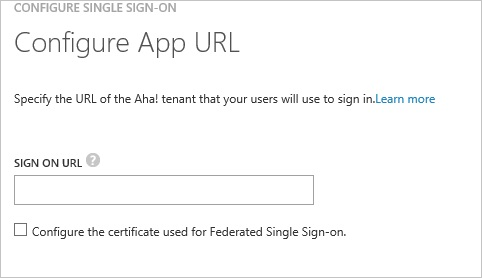 CONFIGURE SINGLE SIGN-ON
Configure App URL
Specify the URL of the Aha! tenant that your users will use to sign in.Learn more
SIGN ON URL ?
Configure the certificate used for Federated Single Sign-on.